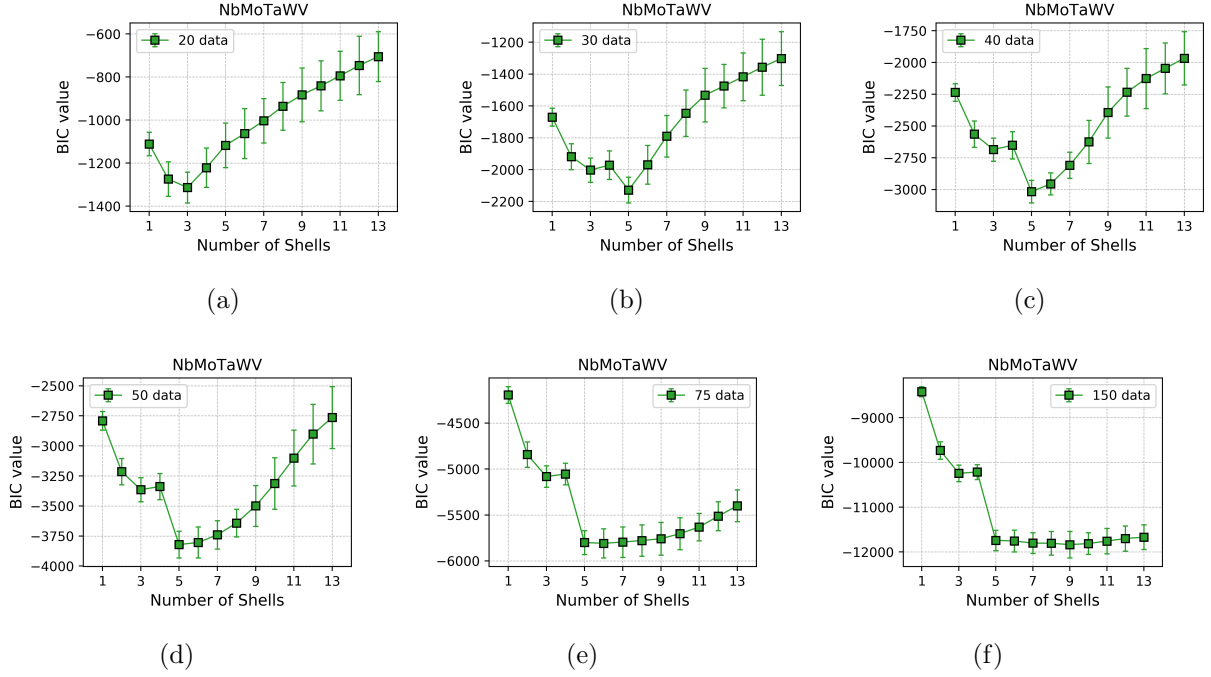 NbMoTaWV
20 data
BIC value
−600
−800
−1000
−1200
−1400
1 3 5 7 9 11 13
Number of Shells
(a)
NbMoTaWV
30 data
BIC value
−1200
−1400
−1600
−1800
−2000
−2200
1 3 5 7 9 11 13
Number of Shells
(b)
NbMoTaWV
40 data
BIC value
−1750
−2000
−2250
−2500
−2750
−3000
1 3 5 7 9 11 13
Number of Shells
(c)
NbMoTaWV
50 data
BIC value
−2500
−2750
−3000
−3250
−3500
−3750
−4000
1 3 5 7 9 11 13
Number of Shells
(d)
NbMoTaWV
75 data
BIC value
−4500
−5000
−5500
−6000
1 3 5 7 9 11 13
Number of Shells
(e)
NbMoTaWV
150 data
BIC value
−9000
−10000
−11000
−12000
1 3 5 7 9 11 13
Number of Shells
(f)